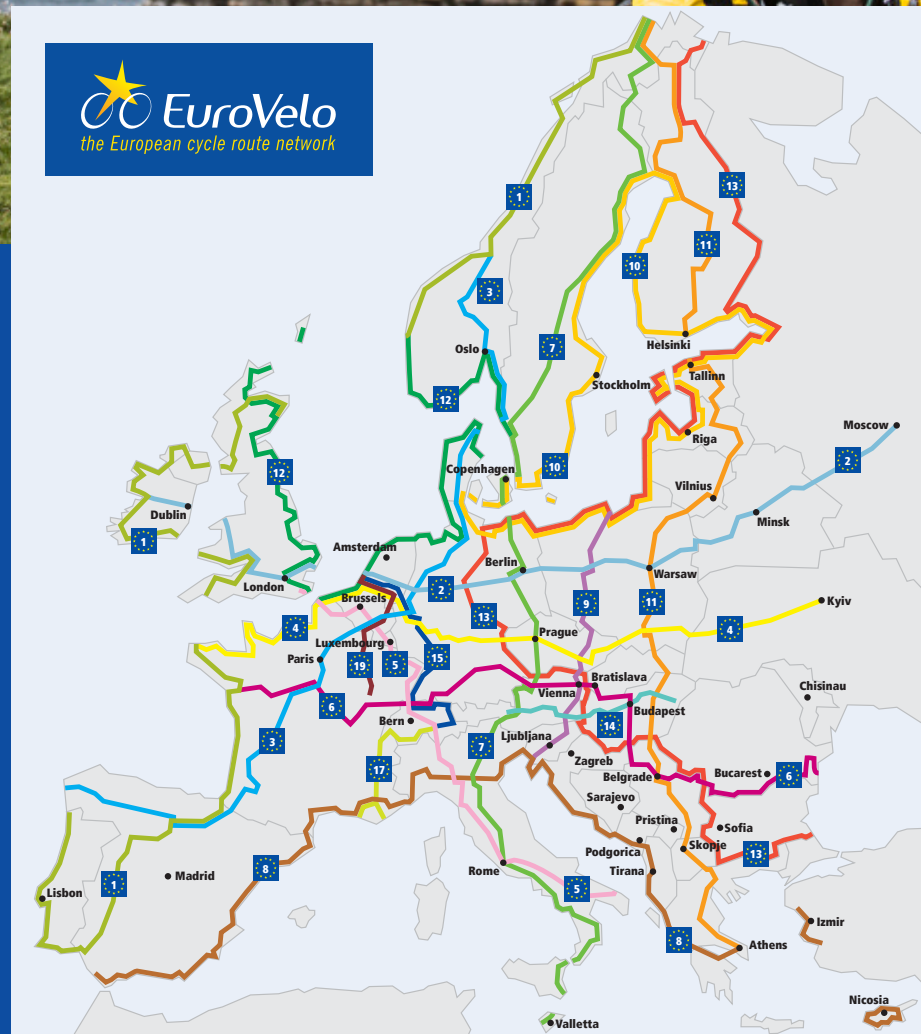 EuroVelo
the European cycle route network
1
13
11
10
3
Oslo
7
Helsinki
Tallinn
Stockholm
12
Moscow
Riga
2
10
Copenhagen
12
Vilnius
Dublin
Minsk
1
Amsterdam
Berlin
Warsaw
London
2
Brussels
9
11
Kyiv
13
4
4
Luxembourg
Prague
Paris
19
5
15
Bratislava
Vienna
Chisinau
6
Budapest
Bern
14
3
7
Ljubljana
Zagreb
17
Belgrade
Bucarest
6
Sarajevo
Pristina
Sofia
Skopje
Podgorica
13
Rome
Tirana
8
Madrid
1
5
Lisbon
Izmir
8
Athens
Nicosia
Valletta